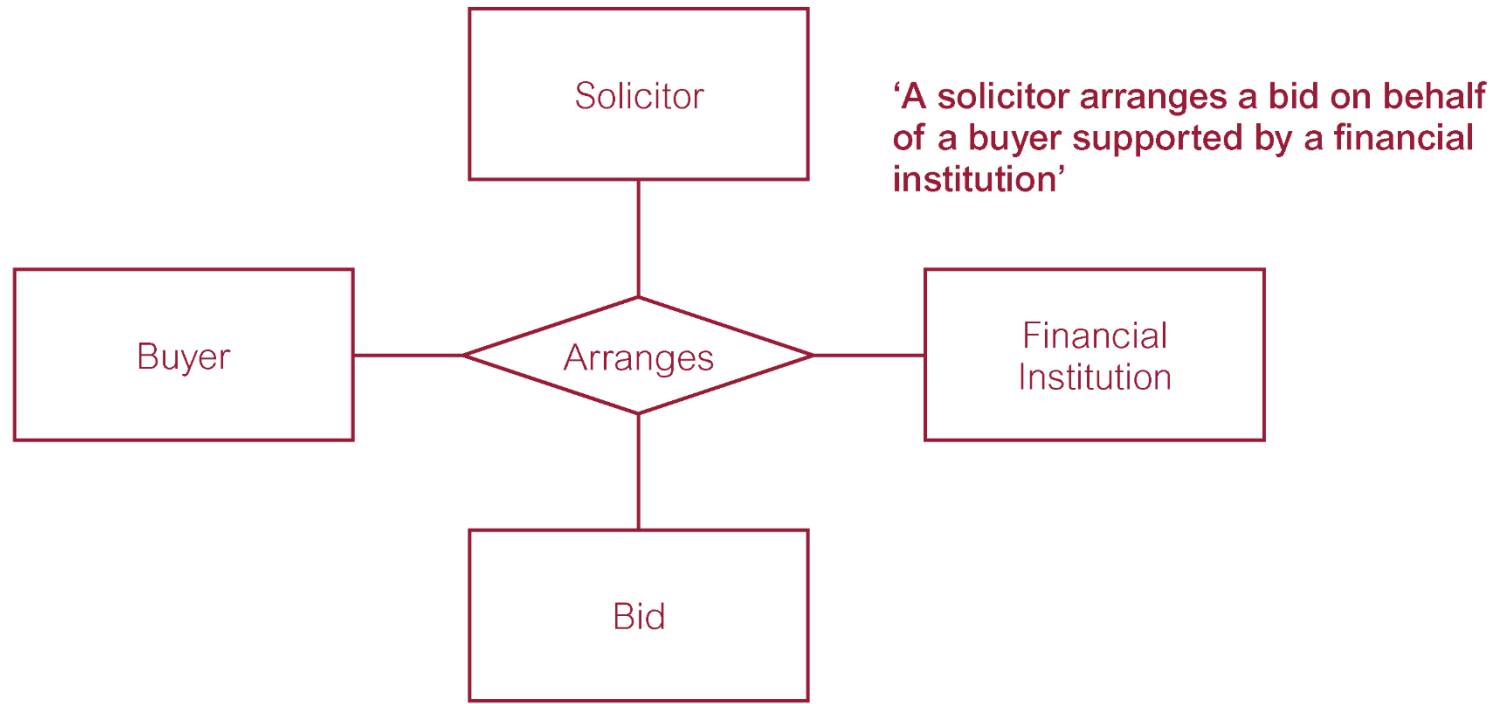 Solicitor
‘A solicitor arranges a bid on behalf
of a buyer supported by a financial
institution’
Buyer
Arranges
Financial
Institution
Bid